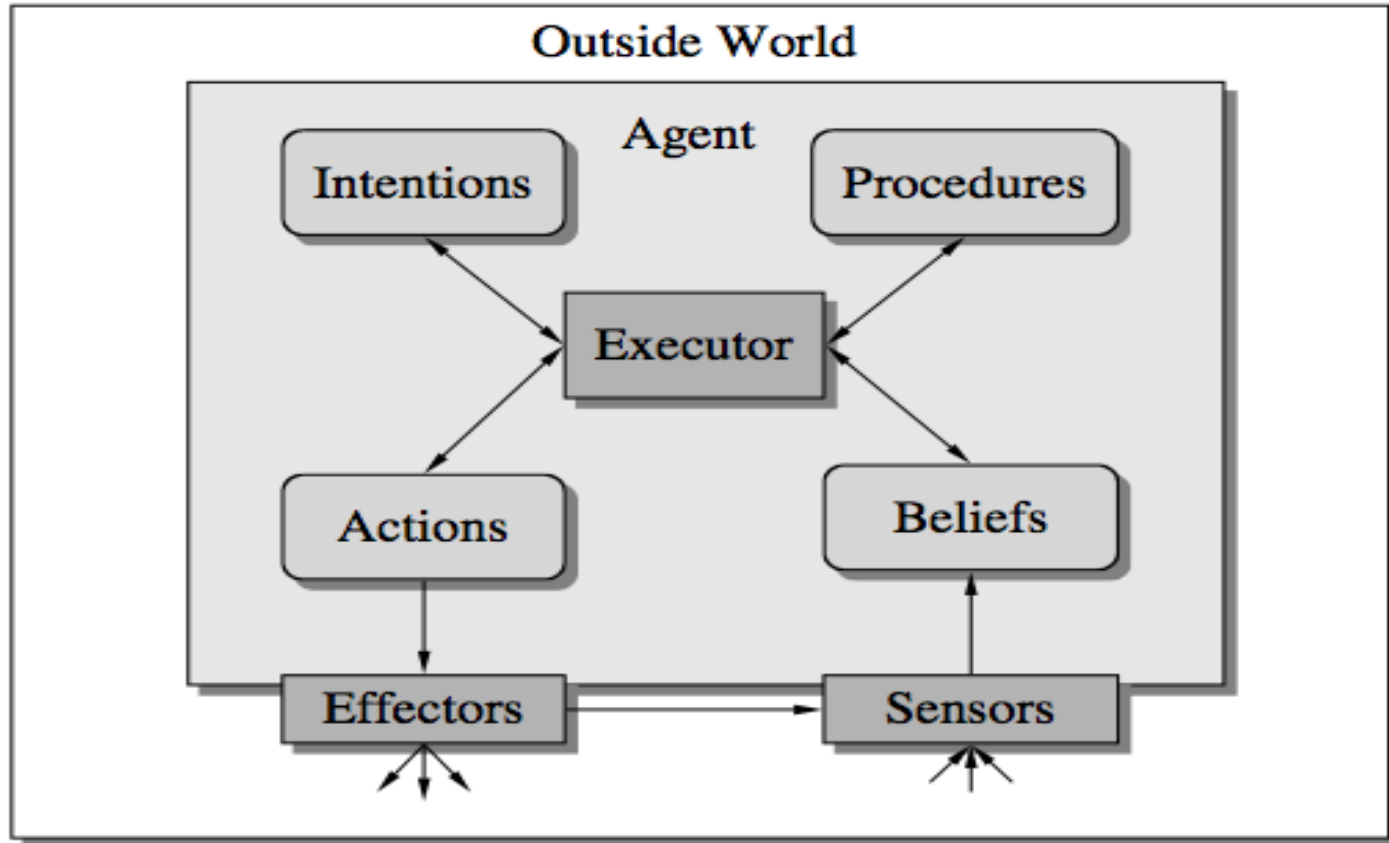 Outside World
Agent
Intentions
Procedures
Executor
Actions
Beliefs
Effectors
Sensors